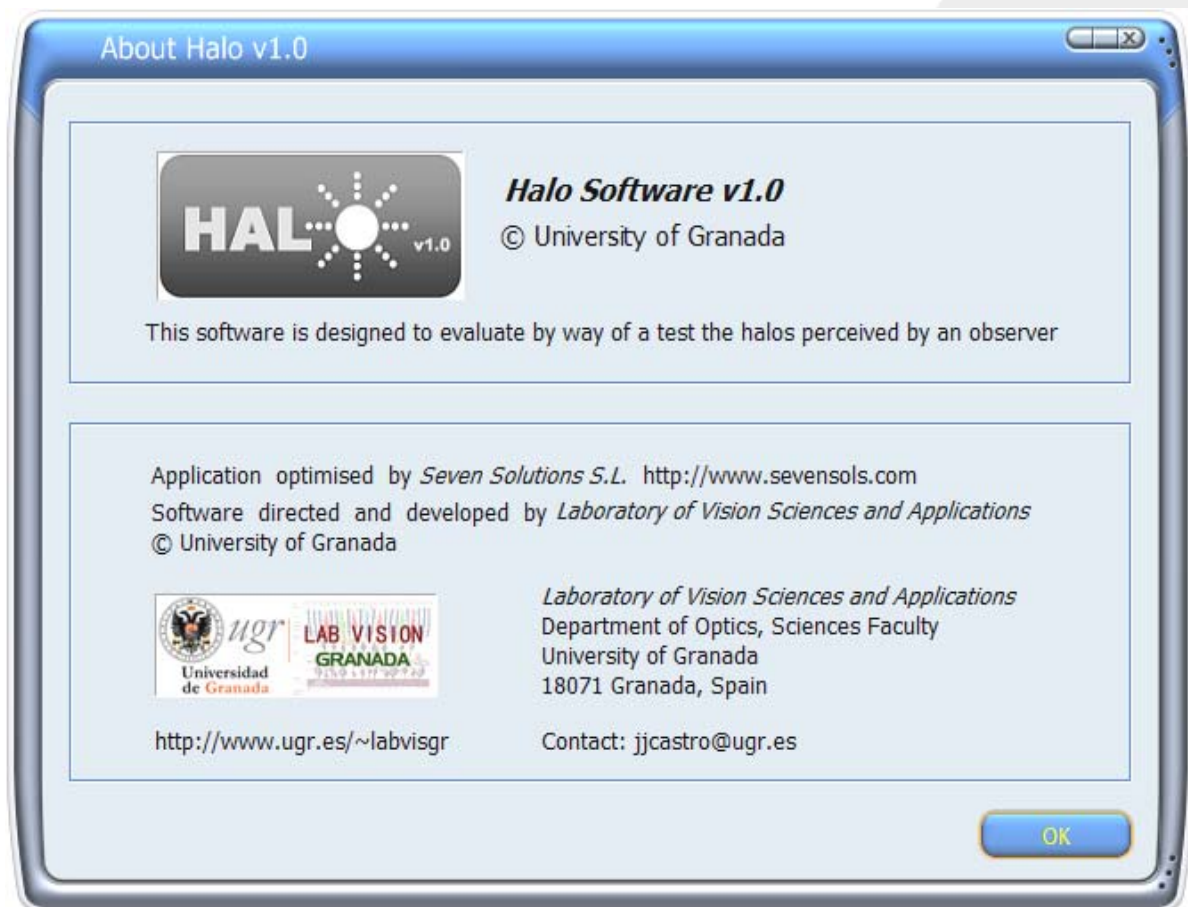 About Halo v1.0
HALO v1.0
Halo Software v1.0
© University of Granada
This software is designed to evaluate by way of a test the halos perceived by an observer
Application optimised by Seven Solutions S.L. http://www.sevensols.com
Software directed and developed by Laboratory of Vision Sciences and Applications
© University of Granada
ugr
Universidad
de Granada
LAB VISION
GRANADA
Laboratory of Vision Sciences and Applications
Department of Optics, Sciences Faculty
University of Granada
18071 Granada, Spain
http://www.ugr.es/~labvisgr
Contact: jjcastro@ugr.es
OK